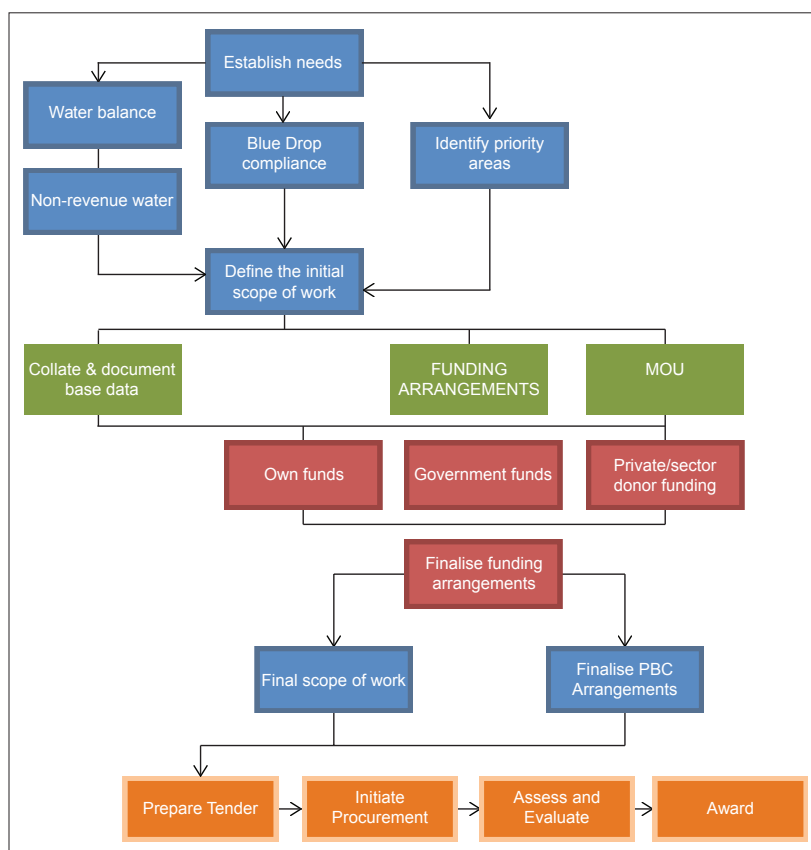 Establish needs
Water balance
Blue Drop
compliance
Identify priority
areas
Non-revenue water
Define the initial
scope of work
Collate & document
base data
FUNDING
ARRANGEMENTS
MOU
Own funds
Government funds
Private/sector
donor funding
Finalise funding
arrangements
Final scope of work
Finalise PBC
Arrangements
Prepare Tender
Initiate
Procurement
Assess and
Evaluate
Award